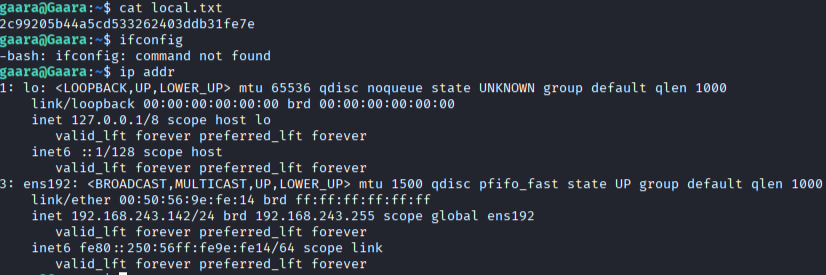 gaara@Gaara:~$ cat local.txt
2c99205b44a5cd533262403ddb31fe7e
gaara@Gaara:~$ ifconfig
-bash: ifconfig: command not found
gaara@Gaara:~$ ip addr
1: lo: <LOOPBACK,UP,LOWER_UP> mtu 65536 qdisc noqueue state UNKNOWN group default qlen 1000
    link/loopback 00:00:00:00:00:00 brd 00:00:00:00:00:00
    inet 127.0.0.1/8 scope host lo
       valid_lft forever preferred_lft forever
    inet6 ::1/128 scope host
       valid_lft forever preferred_lft forever
3: ens192: <BROADCAST,MULTICAST,UP,LOWER_UP> mtu 1500 qdisc pfifo_fast state UP group default qlen 1000
    link/ether 00:50:56:9e:fe:14 brd ff:ff:ff:ff:ff:ff
    inet 192.168.243.142/24 brd 192.168.243.255 scope global ens192
       valid_lft forever preferred_lft forever
    inet6 fe80::250:56ff:fe9e:fe14/64 scope link
       valid_lft forever preferred_lft forever